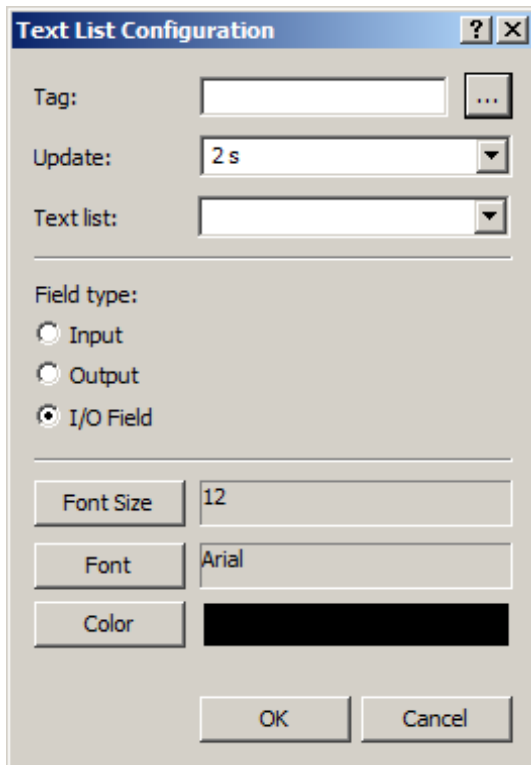 Text List Configuration ? X
Tag: ...
Update: 2 s
Text list:
Field type:
Input
Output
I/O Field
Font Size 12
Font Arial
Color
OK Cancel